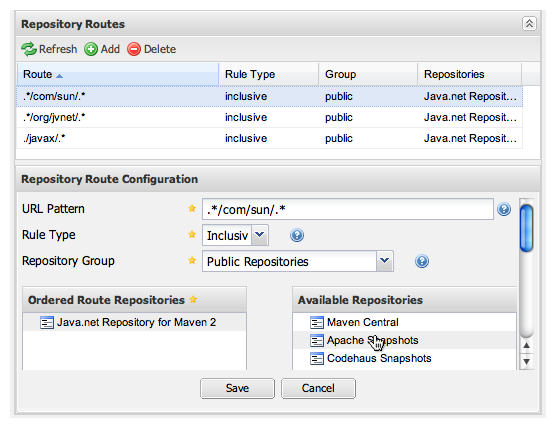 Repository Routes
Refresh Add Delete
Route Rule Type Group Repositories
.*/com/sun/.* inclusive public Java.net Reposit...
.*/org/jvnet/.* inclusive public Java.net Reposit...
./javax/.* inclusive public Java.net Reposit...
Repository Route Configuration
URL Pattern .*/com/sun/.*
Rule Type Inclusiv
Repository Group Public Repositories
Ordered Route Repositories Available Repositories
Java.net Repository for Maven 2 Maven Central
Apache Snapshots
Codehaus Snapshots
Save Cancel